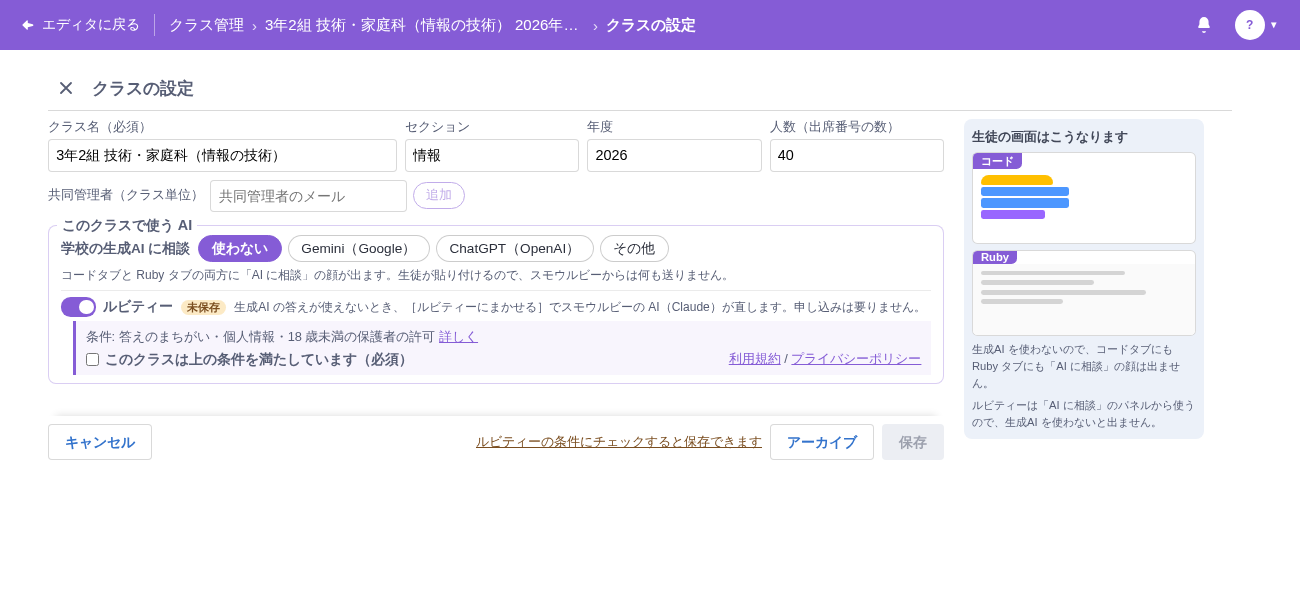 エディタに戻る
クラス管理 › 3年2組 技術・家庭科（情報の技術） 2026年… › クラスの設定
?
クラスの設定
クラス名（必須）
セクション
年度
人数（出席番号の数）
3年2組 技術・家庭科（情報の技術）
情報
2026
40
共同管理者（クラス単位）
共同管理者のメール
追加
このクラスで使う AI
学校の生成AI に相談
使わない
Gemini（Google）
ChatGPT（OpenAI）
その他
コードタブと Ruby タブの両方に「AI に相談」の顔が出ます。生徒が貼り付けるので、スモウルビーからは何も送りません。
ルビティー
未保存
生成AI の答えが使えないとき、［ルビティーにまかせる］でスモウルビーの AI（Claude）が直します。申し込みは要りません。
条件: 答えのまちがい・個人情報・18 歳未満の保護者の許可 詳しく
このクラスは上の条件を満たしています（必須）
利用規約 / プライバシーポリシー
キャンセル
ルビティーの条件にチェックすると保存できます
アーカイブ
保存
生徒の画面はこうなります
コード
Ruby
生成AI を使わないので、コードタブにも
Ruby タブにも「AI に相談」の顔は出ませ
ん。
ルビティーは「AI に相談」のパネルから使う
ので、生成AI を使わないと出ません。